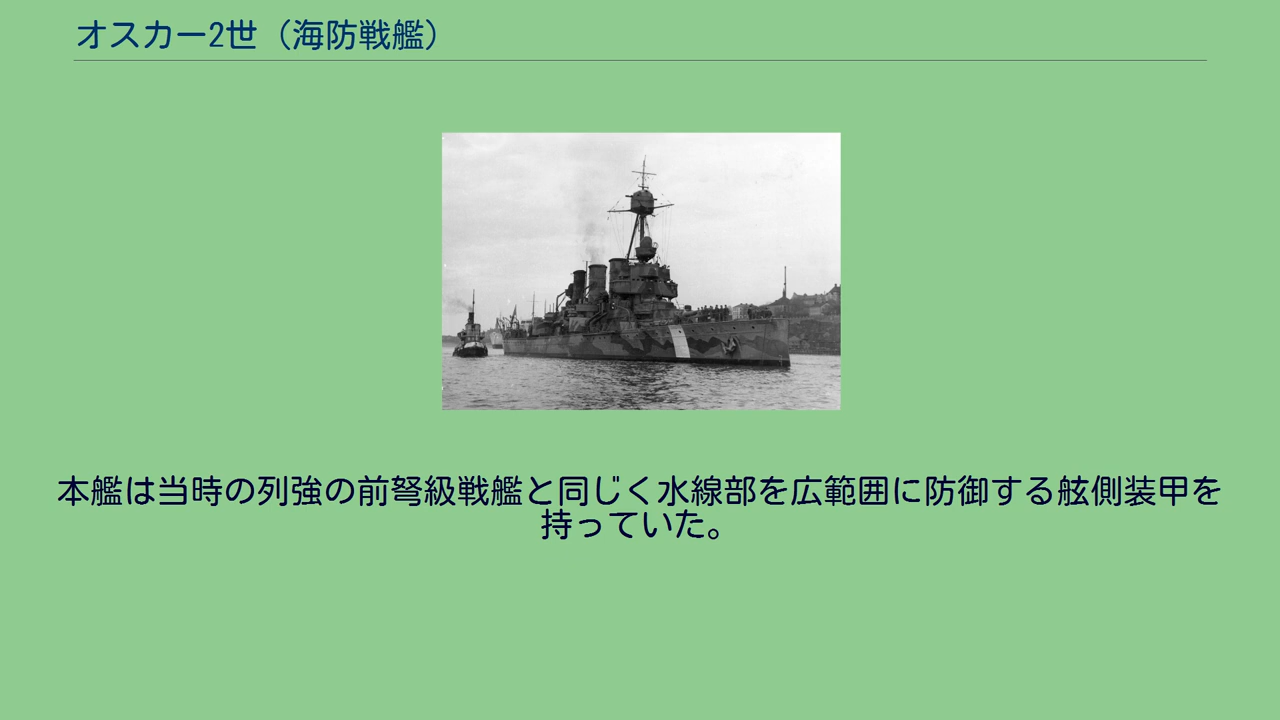 オスカー2世（海防戦艦）
本艦は当時の列強の前弩級戦艦と同じく水線部を広範囲に防御する舷側装甲を
持っていた。